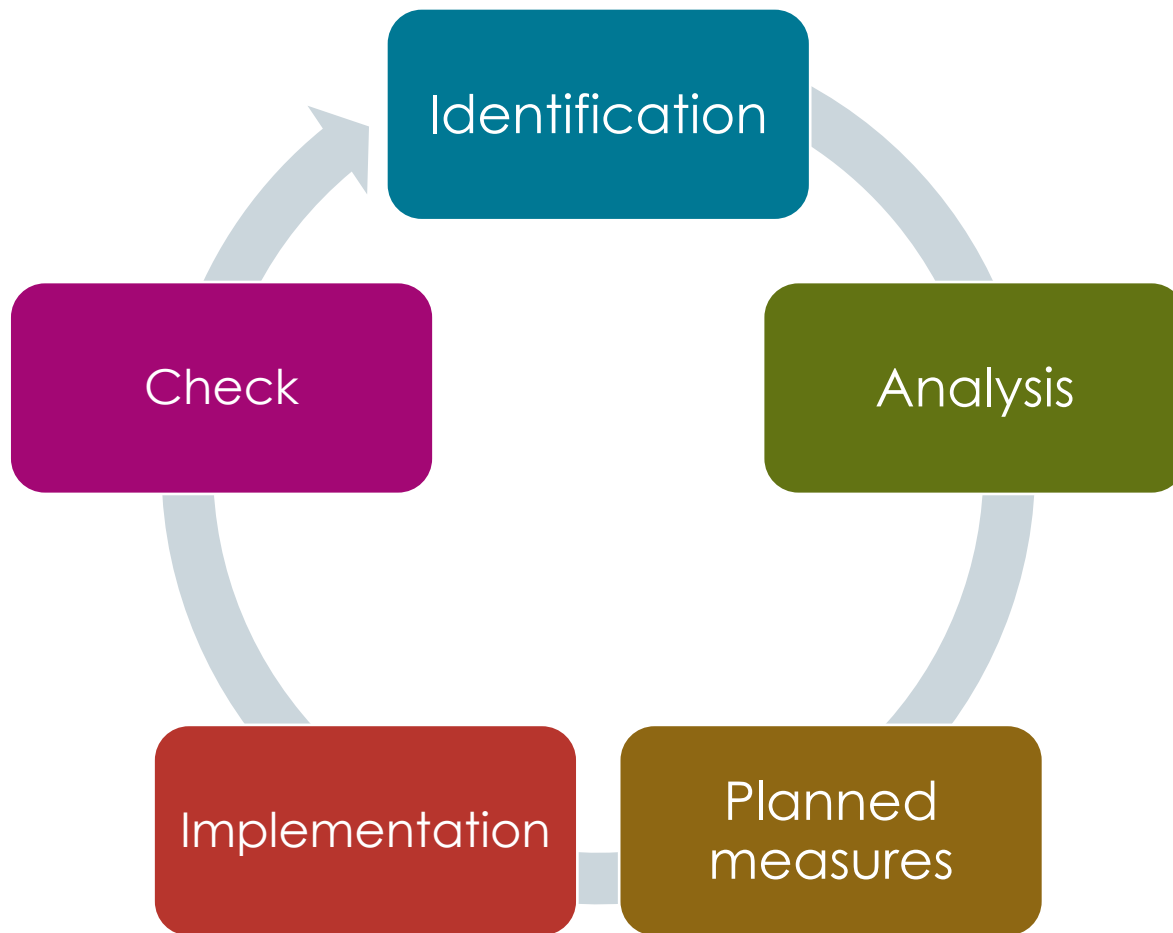 Identification
Analysis
Planned
measures
Implementation
Check